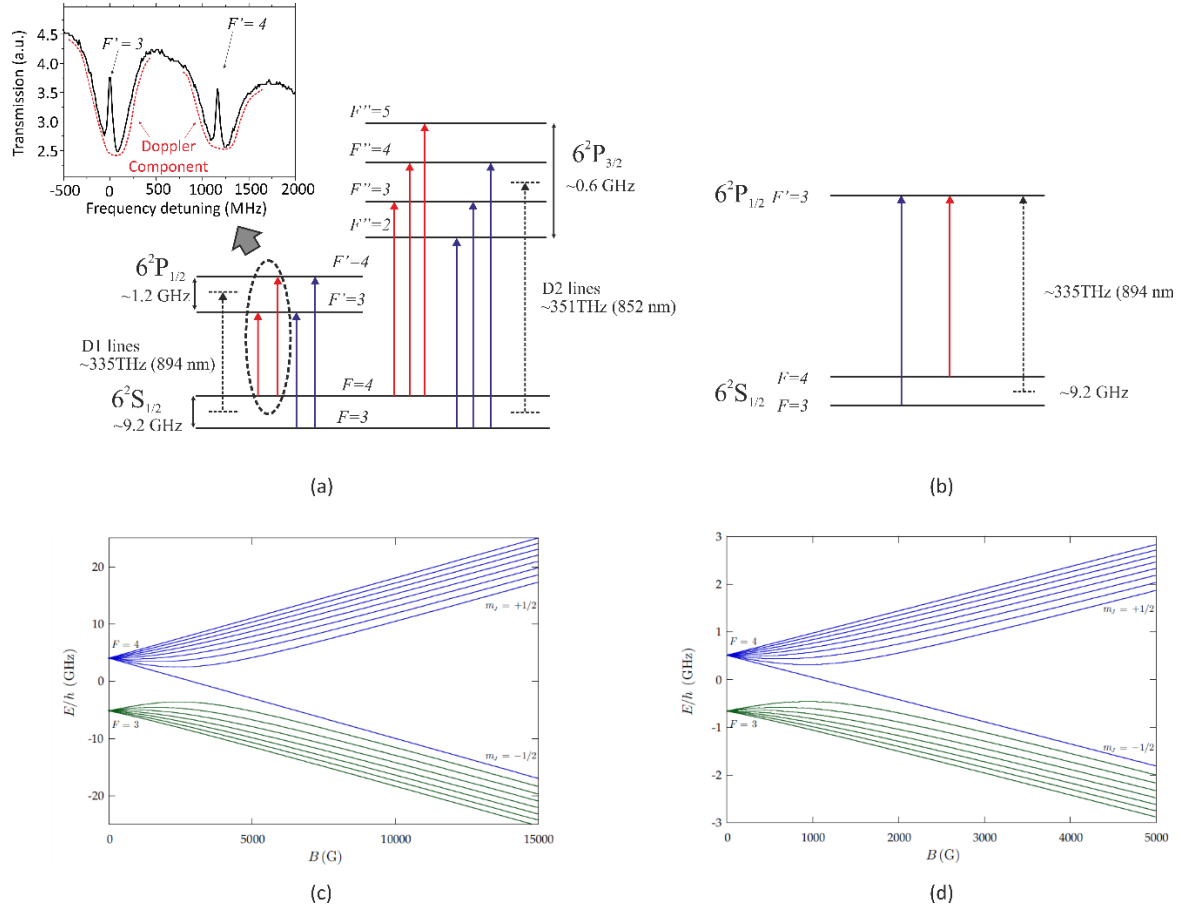 F' = 3
F' = 4
4.5
4.0
3.5
3.0
2.5
Transmission (a.u.)
Doppler
Component
-500 0 500 1000 1500 2000
Frequency detuning (MHz)
F''=5
F''=4
F''=3
F''=2
6²P₃/₂
~0.6 GHz
6²P₁/₂
~1.2 GHz
F'=4
F'=3
D1 lines
~335THz (894 nm)
D2 lines
~351THz (852 nm)
6²S₁/₂
~9.2 GHz
F=4
F=3
(a)
6²P₁/₂ F'=3
~335THz (894 nm
6²S₁/₂
F=4
F=3
~9.2 GHz
(b)
20
10
0
-10
-20
E/h (GHz)
F = 4
F = 3
m_J = +1/2
m_J = −1/2
0 5000 10000 15000
B (G)
(c)
3
2
1
0
-1
-2
-3
E/h (GHz)
F = 4
F = 3
m_J = +1/2
m_J = −1/2
0 1000 2000 3000 4000 5000
B (G)
(d)